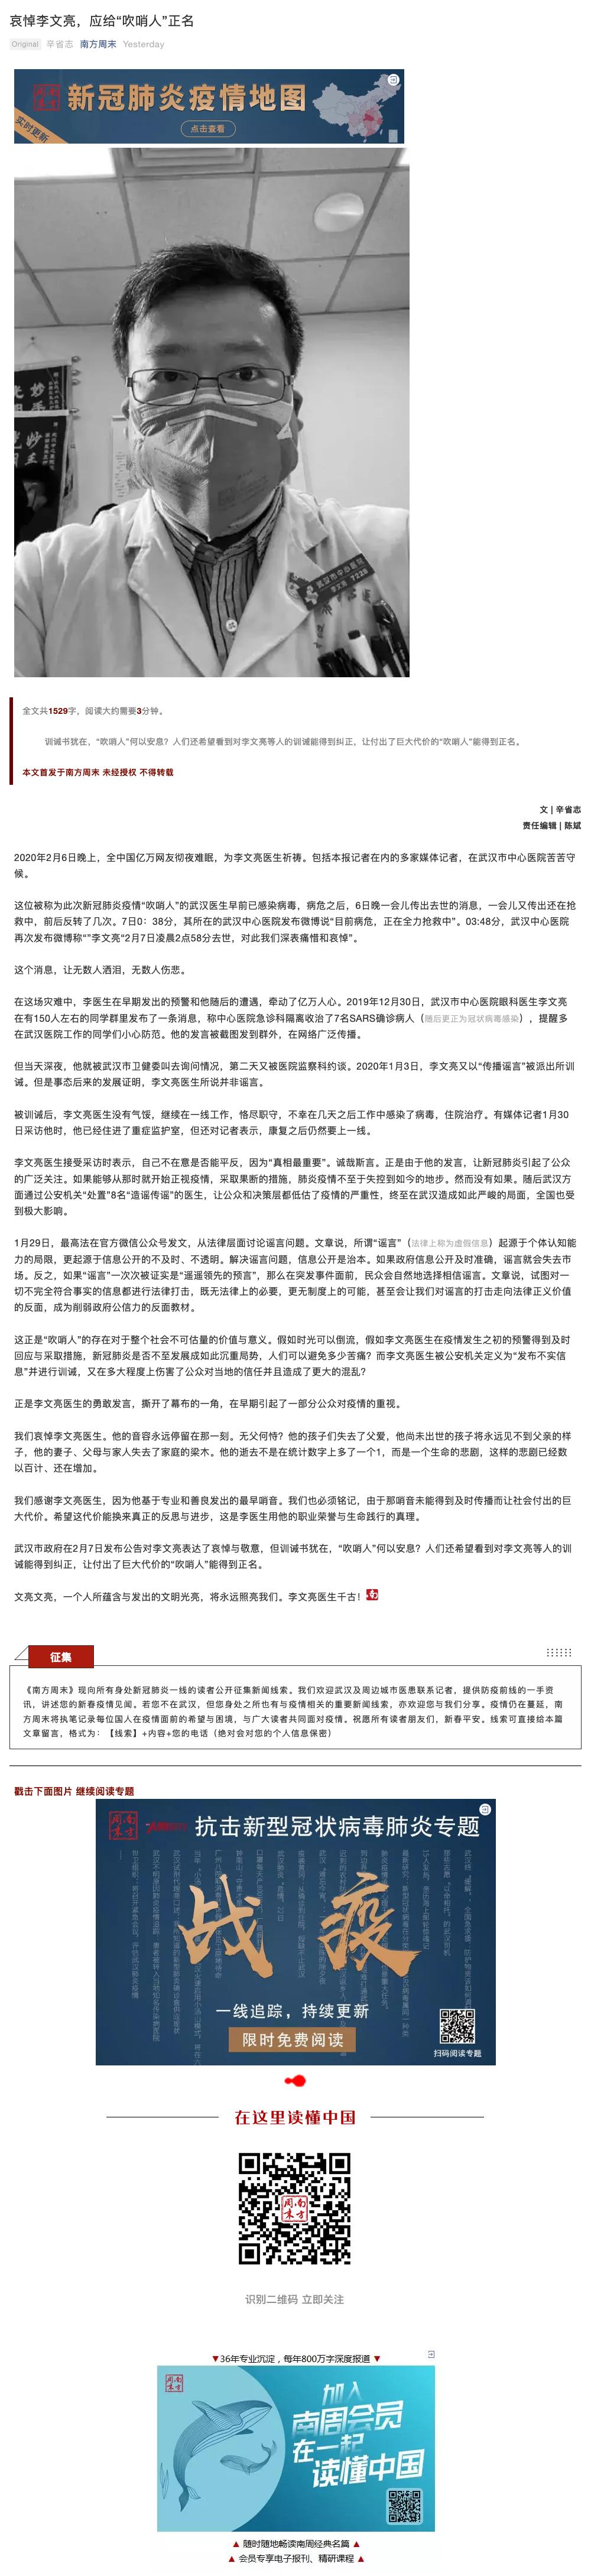 哀悼李文亮，应给“吹哨人”正名
Original 辛省志 南方周末 Yesterday
新冠肺炎疫情地图
实时更新
点击查看
武汉市中心医院
全文共1529字，阅读大约需要3分钟。
训诫书犹在，“吹哨人”何以安息？人们还希望看到对李文亮等人的训诫能得到纠正，让付出了巨大代价的“吹哨人”能得到正名。
本文首发于南方周末 未经授权 不得转载
文 | 辛省志
责任编辑 | 陈斌
2020年2月6日晚上，全中国亿万网友彻夜难眠，为李文亮医生祈祷。包括本报记者在内的多家媒体记者，在武汉市中心医院苦苦守
候。
这位被称为此次新冠肺炎疫情“吹哨人”的武汉医生早前已感染病毒，病危之后，6日晚一会儿传出去世的消息，一会儿又传出还在抢
救中，前后反转了几次。7日0：38分，其所在的武汉中心医院发布微博说“目前病危，正在全力抢救中”。03:48分，武汉中心医院
再次发布微博称“”李文亮“2月7日凌晨2点58分去世，对此我们深表痛惜和哀悼”。
这个消息，让无数人洒泪，无数人伤悲。
在这场灾难中，李医生在早期发出的预警和他随后的遭遇，牵动了亿万人心。2019年12月30日，武汉市中心医院眼科医生李文亮
在有150人左右的同学群里发布了一条消息，称中心医院急诊科隔离收治了7名SARS确诊病人（随后更正为冠状病毒感染），提醒多
在武汉医院工作的同学们小心防范。他的发言被截图发到群外，在网络广泛传播。
但当天深夜，他就被武汉市卫健委叫去询问情况，第二天又被医院监察科约谈。2020年1月3日，李文亮又以“传播谣言”被派出所训
诫。但是事态后来的发展证明，李文亮医生所说并非谣言。
被训诫后，李文亮医生没有气馁，继续在一线工作，恪尽职守，不幸在几天之后工作中感染了病毒，住院治疗。有媒体记者1月30
日采访他时，他已经住进了重症监护室，但还对记者表示，康复之后仍然要上一线。
李文亮医生接受采访时表示，自己不在意是否能平反，因为“真相最重要”。诚哉斯言。正是由于他的发言，让新冠肺炎引起了公众
的广泛关注。如果能够从那时就开始正视疫情，采取果断的措施，肺炎疫情不至于失控到如今的地步。然而没有如果。随后武汉方
面通过公安机关“处置”8名“造谣传谣”的医生，让公众和决策层都低估了疫情的严重性，终至在武汉造成如此严峻的局面，全国也受
到极大影响。
1月29日，最高法在官方微信公众号发文，从法律层面讨论谣言问题。文章说，所谓“谣言”（法律上称为虚假信息）起源于个体认知能
力的局限，更起源于信息公开的不及时、不透明。解决谣言问题，信息公开是治本。如果政府信息公开及时准确，谣言就会失去市
场。反之，如果“谣言”一次次被证实是“遥遥领先的预言”，那么在突发事件面前，民众会自然地选择相信谣言。文章说，试图对一
切不完全符合事实的信息都进行法律打击，既无法律上的必要，更无制度上的可能，甚至会让我们对谣言的打击走向法律正义价值
的反面，成为削弱政府公信力的反面教材。
这正是“吹哨人”的存在对于整个社会不可估量的价值与意义。假如时光可以倒流，假如李文亮医生在疫情发生之初的预警得到及时
回应与采取措施，新冠肺炎是否不至发展成如此沉重局势，人们可以避免多少苦痛？而李文亮医生被公安机关定义为“发布不实信
息”并进行训诫，又在多大程度上伤害了公众对当地的信任并且造成了更大的混乱？
正是李文亮医生的勇敢发言，撕开了幕布的一角，在早期引起了一部分公众对疫情的重视。
我们哀悼李文亮医生。他的音容永远停留在那一刻。无父何恃？他的孩子们失去了父爱，他尚未出世的孩子将永远见不到父亲的样
子，他的妻子、父母与家人失去了家庭的梁木。他的逝去不是在统计数字上多了一个1，而是一个生命的悲剧，这样的悲剧已经数
以百计、还在增加。
我们感谢李文亮医生，因为他基于专业和善良发出的最早哨音。我们也必须铭记，由于那哨音未能得到及时传播而让社会付出的巨
大代价。希望这代价能换来真正的反思与进步，这是李医生用他的职业荣誉与生命践行的真理。
武汉市政府在2月7日发布公告对李文亮表达了哀悼与敬意，但训诫书犹在，“吹哨人”何以安息？人们还希望看到对李文亮等人的训
诫能得到纠正，让付出了巨大代价的“吹哨人”能得到正名。
文亮文亮，一个人所蕴含与发出的文明光亮，将永远照亮我们。李文亮医生千古！
征集
《南方周末》现向所有身处新冠肺炎一线的读者公开征集新闻线索。我们欢迎武汉及周边城市医患联系记者，提供防疫前线的一手资
讯，讲述您的新春疫情见闻。若您不在武汉，但您身处之所也有与疫情相关的重要新闻线索，亦欢迎您与我们分享。疫情仍在蔓延，南
方周末将执笔记录每位国人在疫情面前的希望与困境，与广大读者共同面对疫情。祝愿所有读者朋友们，新春平安。线索可直接给本篇
文章留言，格式为：【线索】+内容+您的电话（绝对会对您的个人信息保密）
戳击下面图片 继续阅读专题
抗击新型冠状病毒肺炎专题
战疫
一线追踪，持续更新
限时免费阅读
扫码阅读专题
在这里读懂中国
南方周末
识别二维码 立即关注
▼36年专业沉淀，每年800万字深度报道 ▼
加入
南周会员
在一起
读懂中国
▲ 随时随地畅读南周经典名篇 ▲
▲ 会员专享电子报刊、精研课程 ▲